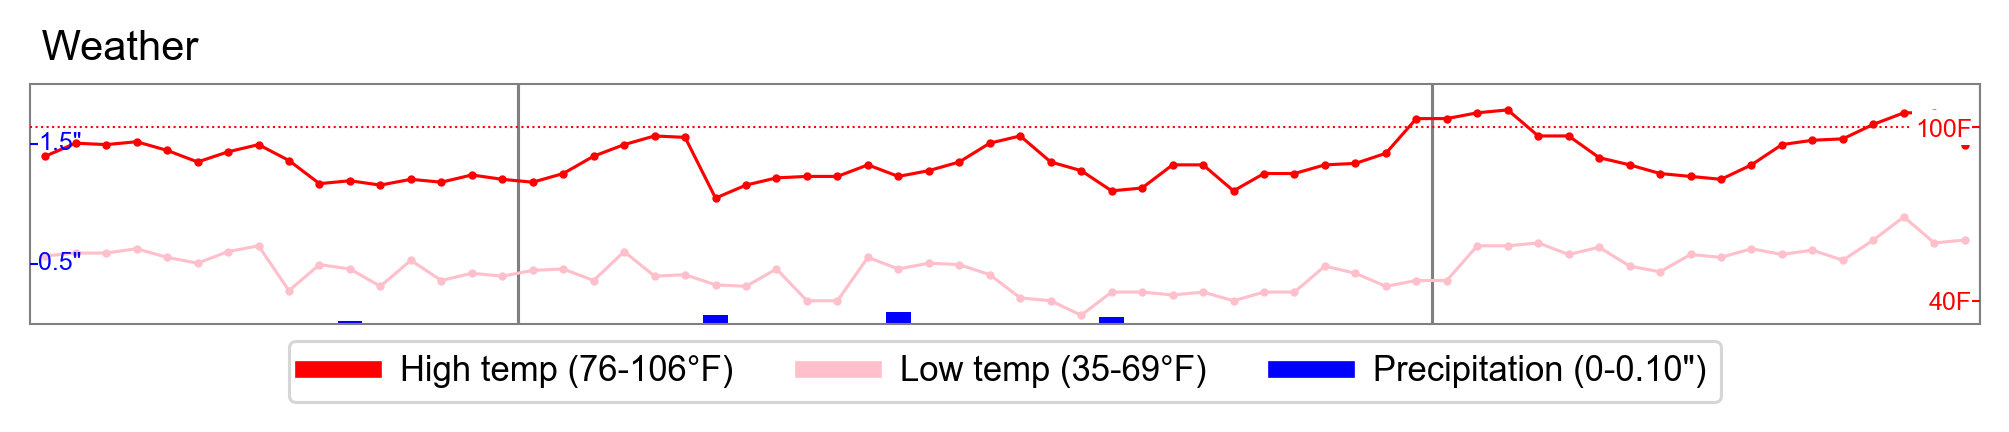 Weather
1.5"
100F
0.5"
40F
High temp (76-106°F) Low temp (35-69°F) Precipitation (0-0.10")